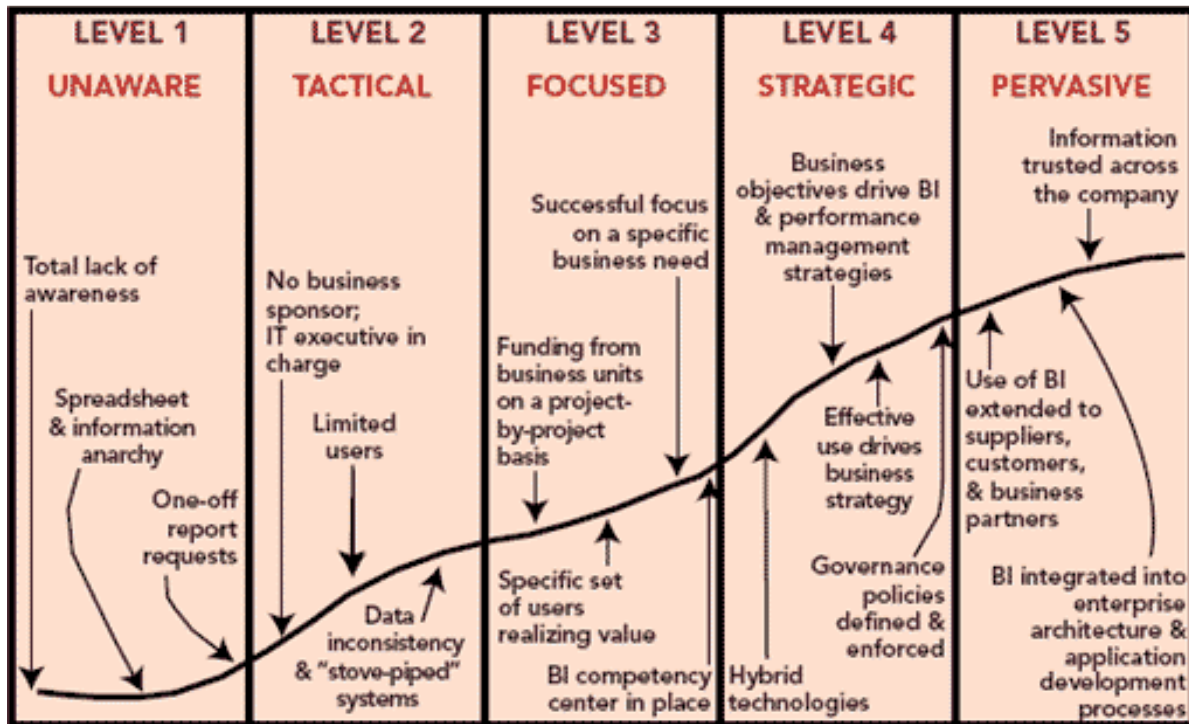 LEVEL 1
UNAWARE
Total lack of
awareness
Spreadsheet
& information
anarchy
One-off
report
requests
LEVEL 2
TACTICAL
No business
sponsor;
IT executive in
charge
Limited
users
Data
inconsistency
& "stove-piped"
systems
LEVEL 3
FOCUSED
Successful focus
on a specific
business need
Funding from
business units
on a project-
by-project
basis
Specific set
of users
realizing value
BI competency
center in place
LEVEL 4
STRATEGIC
Business
objectives drive BI
& performance
management
strategies
Effective
use drives
business
strategy
Governance
policies
defined &
enforced
Hybrid
technologies
LEVEL 5
PERVASIVE
Information
trusted across
the company
Use of BI
extended to
suppliers,
customers,
& business
partners
BI integrated into
enterprise
architecture &
application
development
processes